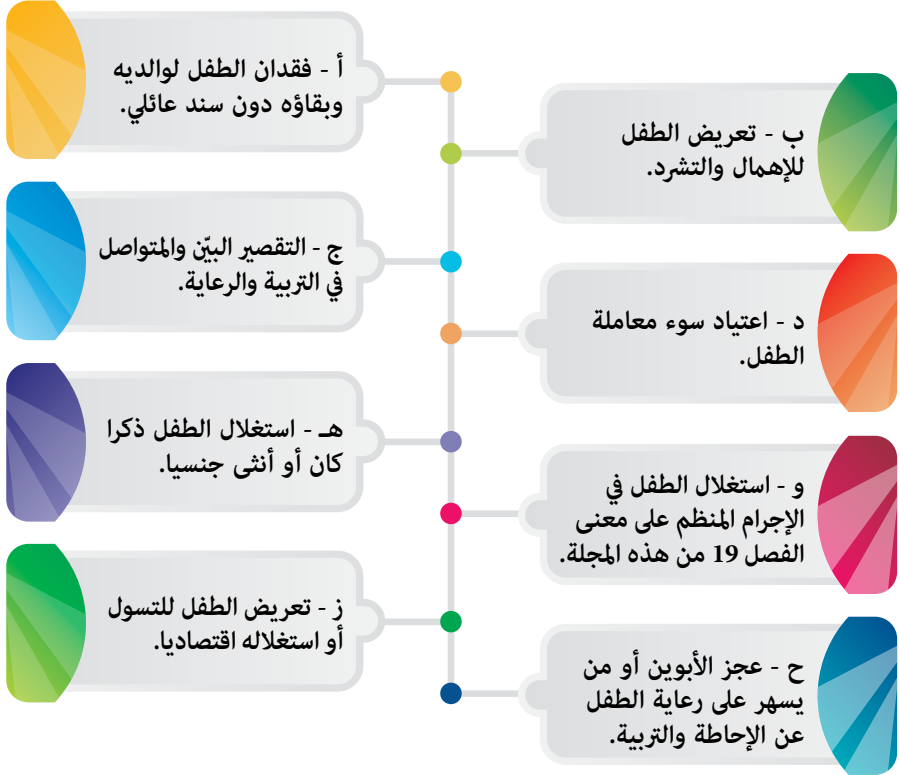 أ - فقدان الطفل لوالديه
وبقاؤه دون سند عائلي.
ب - تعريض الطفل
للإهمال والتشرد.
ج - التقصير البيّن والمتواصل
في التربية والرعاية.
د - اعتياد سوء معاملة
الطفل.
هـ - استغلال الطفل ذكرا
كان أو أنثى جنسيا.
و - استغلال الطفل في
الإجرام المنظم على معنى
الفصل 19 من هذه المجلة.
ز - تعريض الطفل للتسول
أو استغلاله اقتصاديا.
ح - عجز الأبوين أو من
يسهر على رعاية الطفل
عن الإحاطة والتربية.